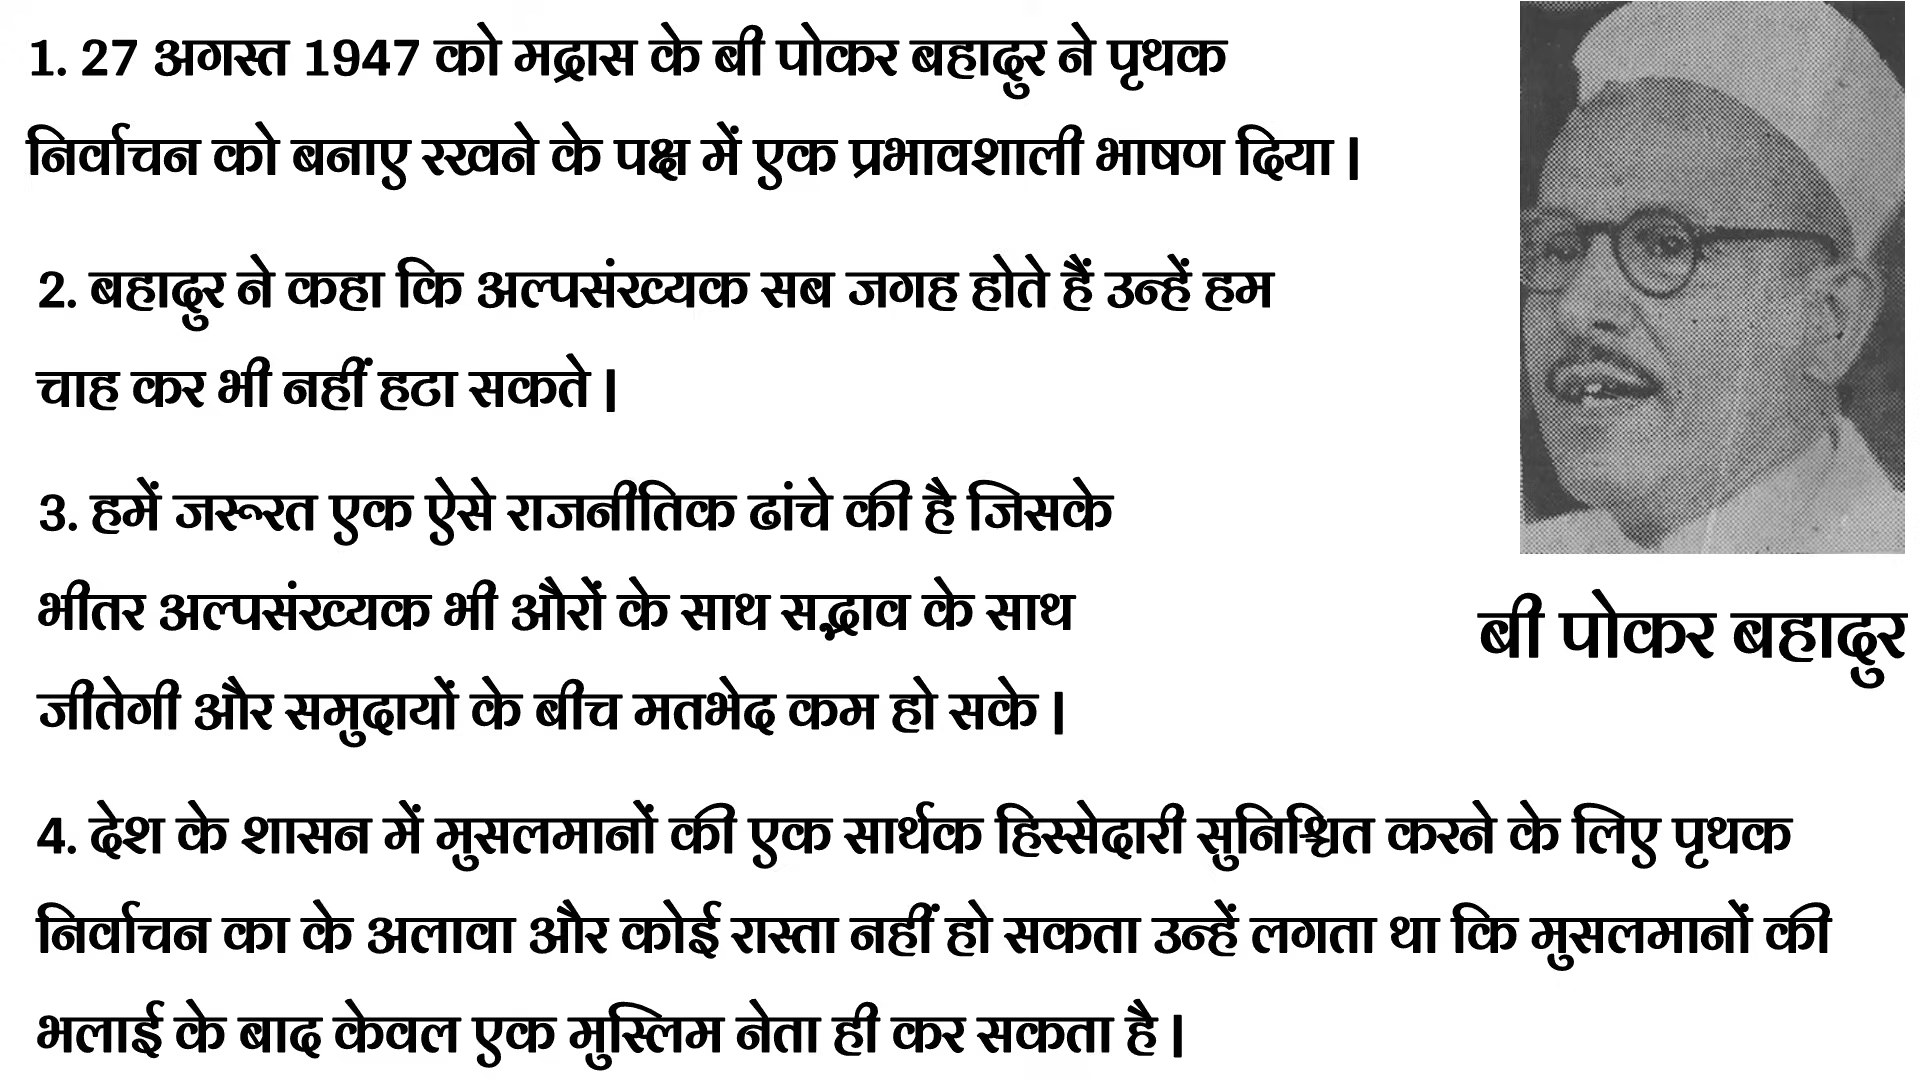 1. 27 अगस्त 1947 को मद्रास के बी पोकर बहादुर ने पृथक
निर्वाचन को बनाए रखने के पक्ष में एक प्रभावशाली भाषण दिया |
2. बहादुर ने कहा कि अल्पसंख्यक सब जगह होते हैं उन्हें हम
चाह कर भी नहीं हटा सकते |
3. हमें जरूरत एक ऐसे राजनीतिक ढांचे की है जिसके
भीतर अल्पसंख्यक भी औरों के साथ सद्भाव के साथ
जीतेगी और समुदायों के बीच मतभेद कम हो सके |
बी पोकर बहादुर
4. देश के शासन में मुसलमानों की एक सार्थक हिस्सेदारी सुनिश्चित करने के लिए पृथक
निर्वाचन का के अलावा और कोई रास्ता नहीं हो सकता उन्हें लगता था कि मुसलमानों की
भलाई के बाद केवल एक मुस्लिम नेता ही कर सकता है |